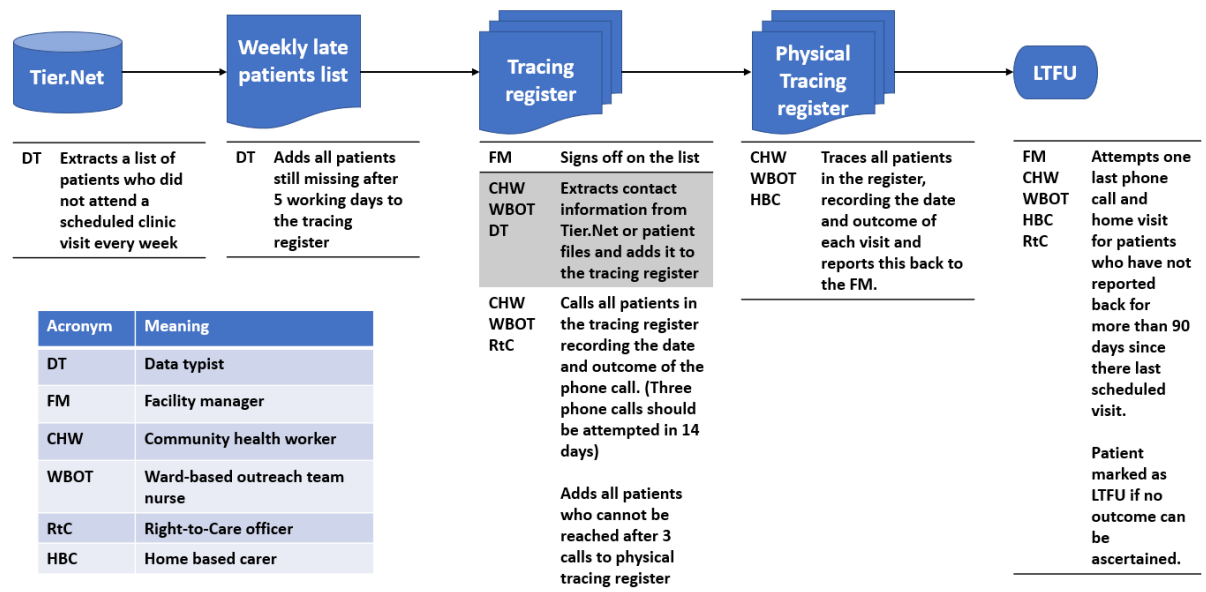 Tier.Net
Weekly late
patients list
Tracing
register
Physical
Tracing
register
LTFU
DT
Extracts a list of
patients who did
not attend a
scheduled clinic
visit every week
DT
Adds all patients
still missing after
5 working days to
the tracing
register
FM
Signs off on the list
CHW
WBOT
DT
Extracts contact
information from
Tier.Net or patient
files and adds it to
the tracing register
CHW
WBOT
RtC
Calls all patients in
the tracing register
recording the date
and outcome of the
phone call. (Three
phone calls should
be attempted in 14
days)
Adds all patients
who cannot be
reached after 3
calls to physical
tracing register
CHW
WBOT
HBC
Traces all patients
in the register,
recording the date
and outcome of
each visit and
reports this back to
the FM.
FM
CHW
WBOT
HBC
RtC
Attempts one
last phone
call and
home visit
for patients
who have not
reported
back for
more than 90
days since
there last
scheduled
visit.
Patient
marked as
LTFU if no
outcome can
be
ascertained.
Acronym Meaning
DT Data typist
FM Facility manager
CHW Community health worker
WBOT Ward-based outreach team
nurse
RtC Right-to-Care officer
HBC Home based carer